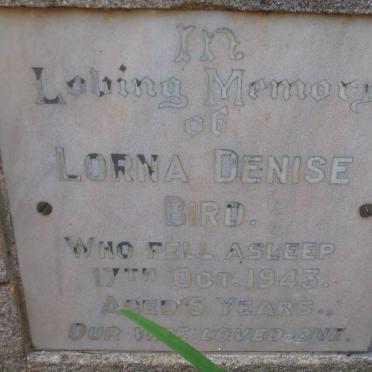 In
Loving Memory
of
LORNA DENISE
BIRD.
WHO FELL ASLEEP
17TH OCT. 1943.
AGED 5 YEARS.
OUR WEE LOVED ONE.